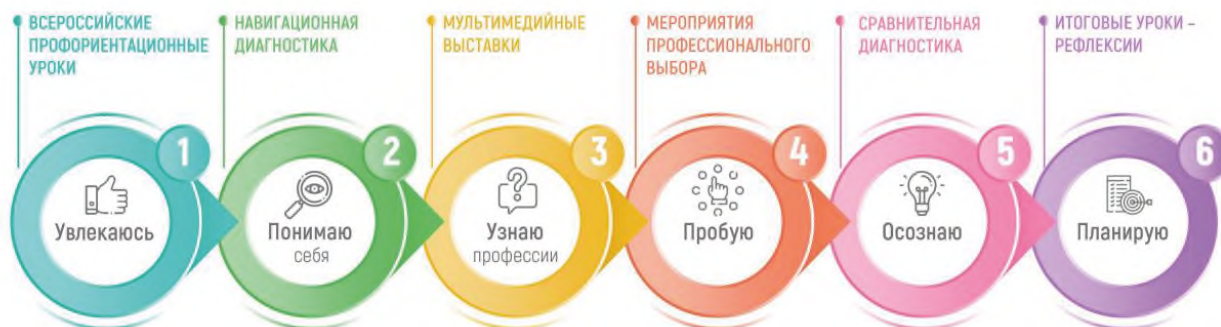 ВСЕРОССИЙСКИЕ
ПРОФОРИЕНТАЦИОННЫЕ
УРОКИ
НАВИГАЦИОННАЯ
ДИАГНОСТИКА
МУЛЬТИМЕДИЙНЫЕ
ВЫСТАВКИ
МЕРОПРИЯТИЯ
ПРОФЕССИОНАЛЬНОГО
ВЫБОРА
СРАВНИТЕЛЬНАЯ
ДИАГНОСТИКА
ИТОГОВЫЕ УРОКИ –
РЕФЛЕКСИИ
1
Увлекаюсь
2
Понимаю
себя
3
Узнаю
профессии
4
Пробую
5
Осознаю
6
Планирую